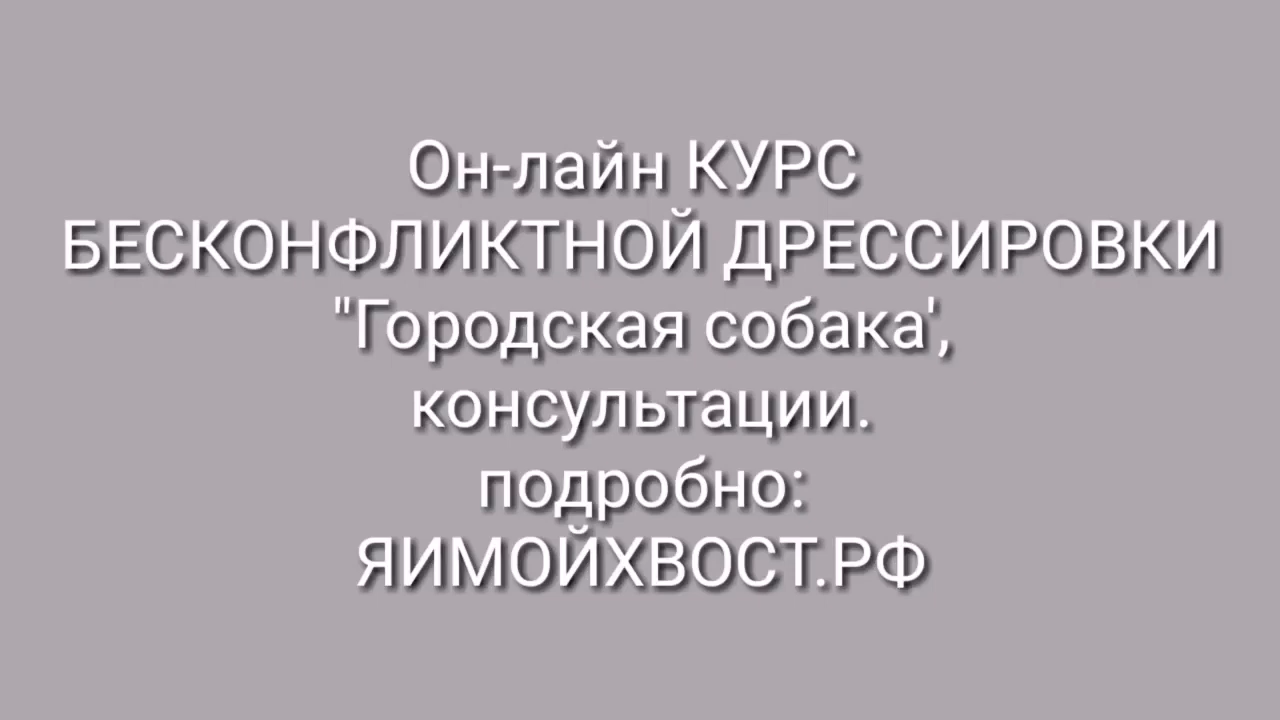 Он-лайн КУРС
БЕСКОНФЛИКТНОЙ ДРЕССИРОВКИ
"Городская собака',
консультации.
подробно:
ЯИМОЙХВОСТ.РФ